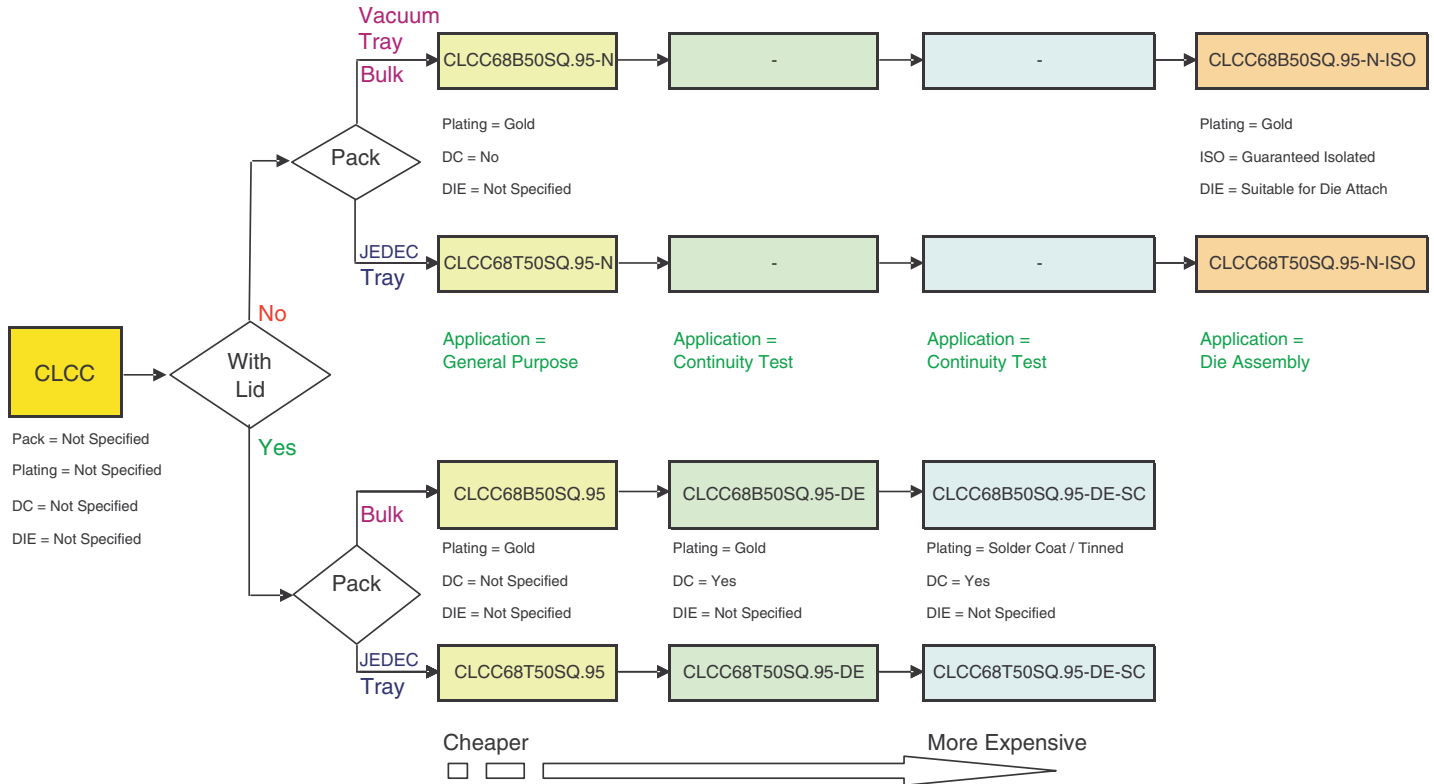 Vacuum
Tray
Bulk
CLCC68B50SQ.95-N
-
-
CLCC68B50SQ.95-N-ISO
Pack
Plating = Gold
DC = No
DIE = Not Specified
Plating = Gold
ISO = Guaranteed Isolated
DIE = Suitable for Die Attach
JEDEC
Tray
CLCC68T50SQ.95-N
-
-
CLCC68T50SQ.95-N-ISO
No
Application =
General Purpose
Application =
Continuity Test
Application =
Continuity Test
Application =
Die Assembly
CLCC
With
Lid
Pack = Not Specified
Plating = Not Specified
DC = Not Specified
DIE = Not Specified
Yes
Bulk
CLCC68B50SQ.95
CLCC68B50SQ.95-DE
CLCC68B50SQ.95-DE-SC
Pack
Plating = Gold
DC = Not Specified
DIE = Not Specified
Plating = Gold
DC = Yes
DIE = Not Specified
Plating = Solder Coat / Tinned
DC = Yes
DIE = Not Specified
JEDEC
Tray
CLCC68T50SQ.95
CLCC68T50SQ.95-DE
CLCC68T50SQ.95-DE-SC
Cheaper
More Expensive